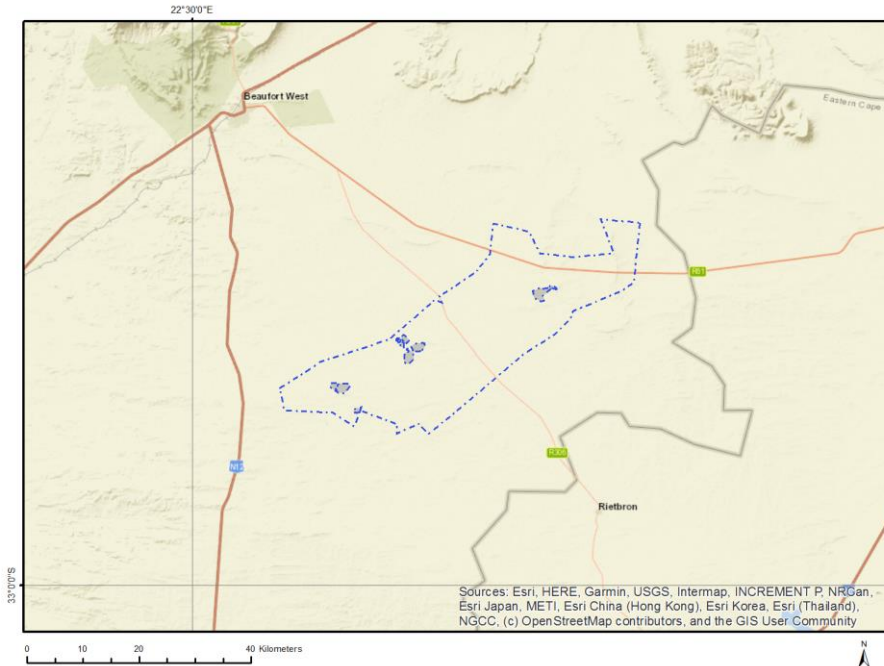 22°30'0"E
Beaufort West
Eastern Cape
R61
N12
R306
Rietbron
33°0'0"S
Sources: Esri, HERE, Garmin, USGS, Intermap, INCREMENT P, NRCan,
Esri Japan, METI, Esri China (Hong Kong), Esri Korea, Esri (Thailand),
NGCC, (c) OpenStreetMap contributors, and the GIS User Community
0 10 20 40 Kilometers
N